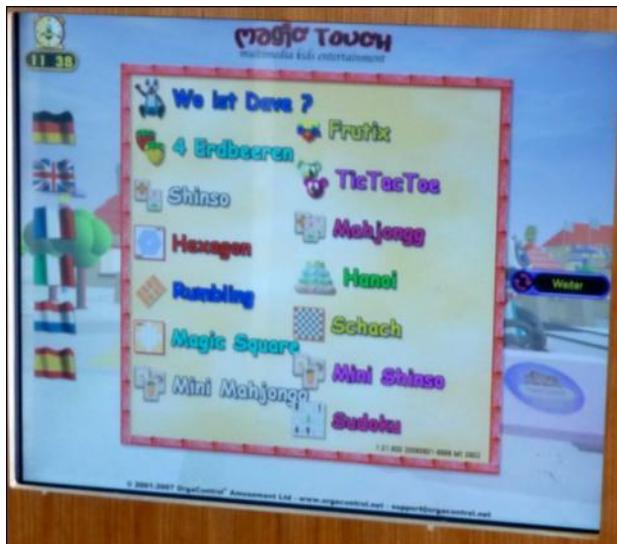 11 38
magic Touch
multimedia kids entertainment
Wo ist Dave ?
Frutix
4 Erdbeeren
TicTacToe
Shinso
Mahjongg
Hexagon
Hanoi
Rumbling
Weiter
Schach
Magic Square
Mini Shinso
Mini Mahjongg
Sudoku
© 2001-2007 OrgaControl Amusement Ltd - www.orgacontrol.net - support@orgacontrol.net